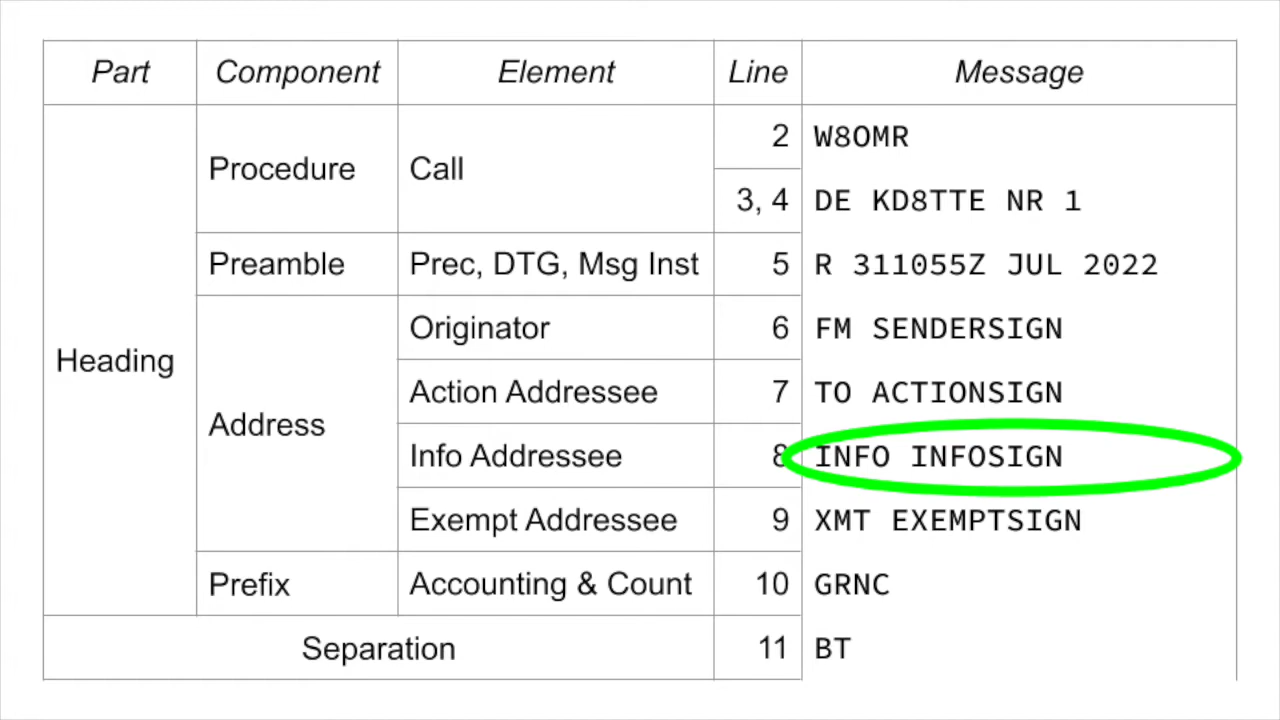 Part Component Element Line Message
Heading Procedure Call 2 W8OMR
3, 4 DE KD8TTE NR 1
Preamble Prec, DTG, Msg Inst 5 R 311055Z JUL 2022
Address Originator 6 FM SENDERSIGN
Action Addressee 7 TO ACTIONSIGN
Info Addressee 8 INFO INFOSIGN
Exempt Addressee 9 XMT EXEMPTSIGN
Prefix Accounting & Count 10 GRNC
Separation 11 BT